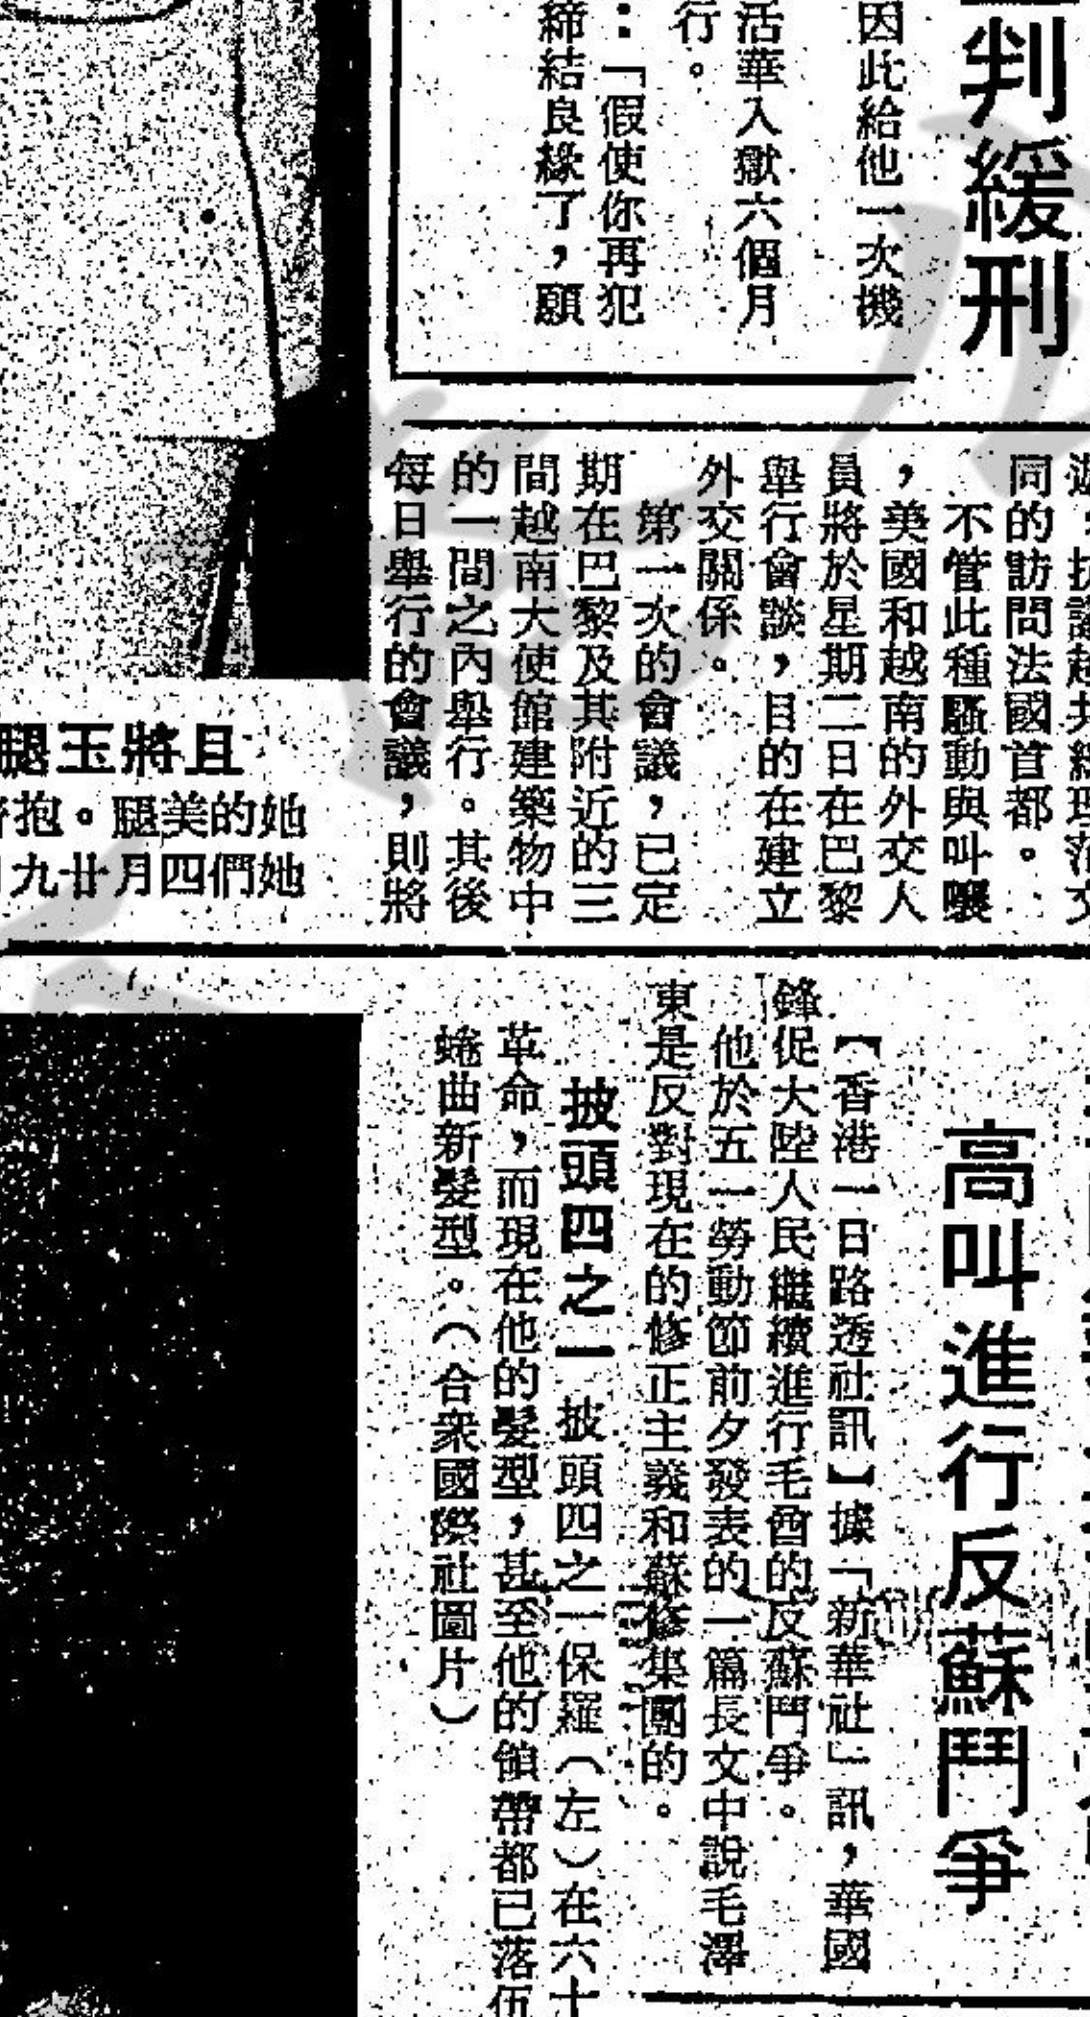 判緩刑
因此給他一次機
活華入獄六個月
行。
：「假使你再犯
締結良緣了，願
同的訪問法國首都。
不管此種騷動與叫嚷
，美國和越南的外交人
員將於星期二日在巴黎
舉行會談，目的在建立
外交關係。
第一次的會議，已定
期在巴黎及其附近的三
間越南大使館建築物中
的一間之內舉行。其後
每日舉行的會議，則將
腿玉將且
抱。腿美的她
九廿月四們她
高叫進行反蘇鬥爭
【香港一日路透社訊】據「新華社」訊，華國
鋒促大陸人民繼續進行毛酋的反蘇鬥爭。
他於五一勞動節前夕發表的一篇長文中說毛澤
東是反對現在的修正主義和蘇修集團的。
披頭四之一 披頭四之一保羅（左）在六十
革命，而現在他的髮型，甚至他的領帶都已落伍
蜷曲新髮型。（合衆國際社圖片）